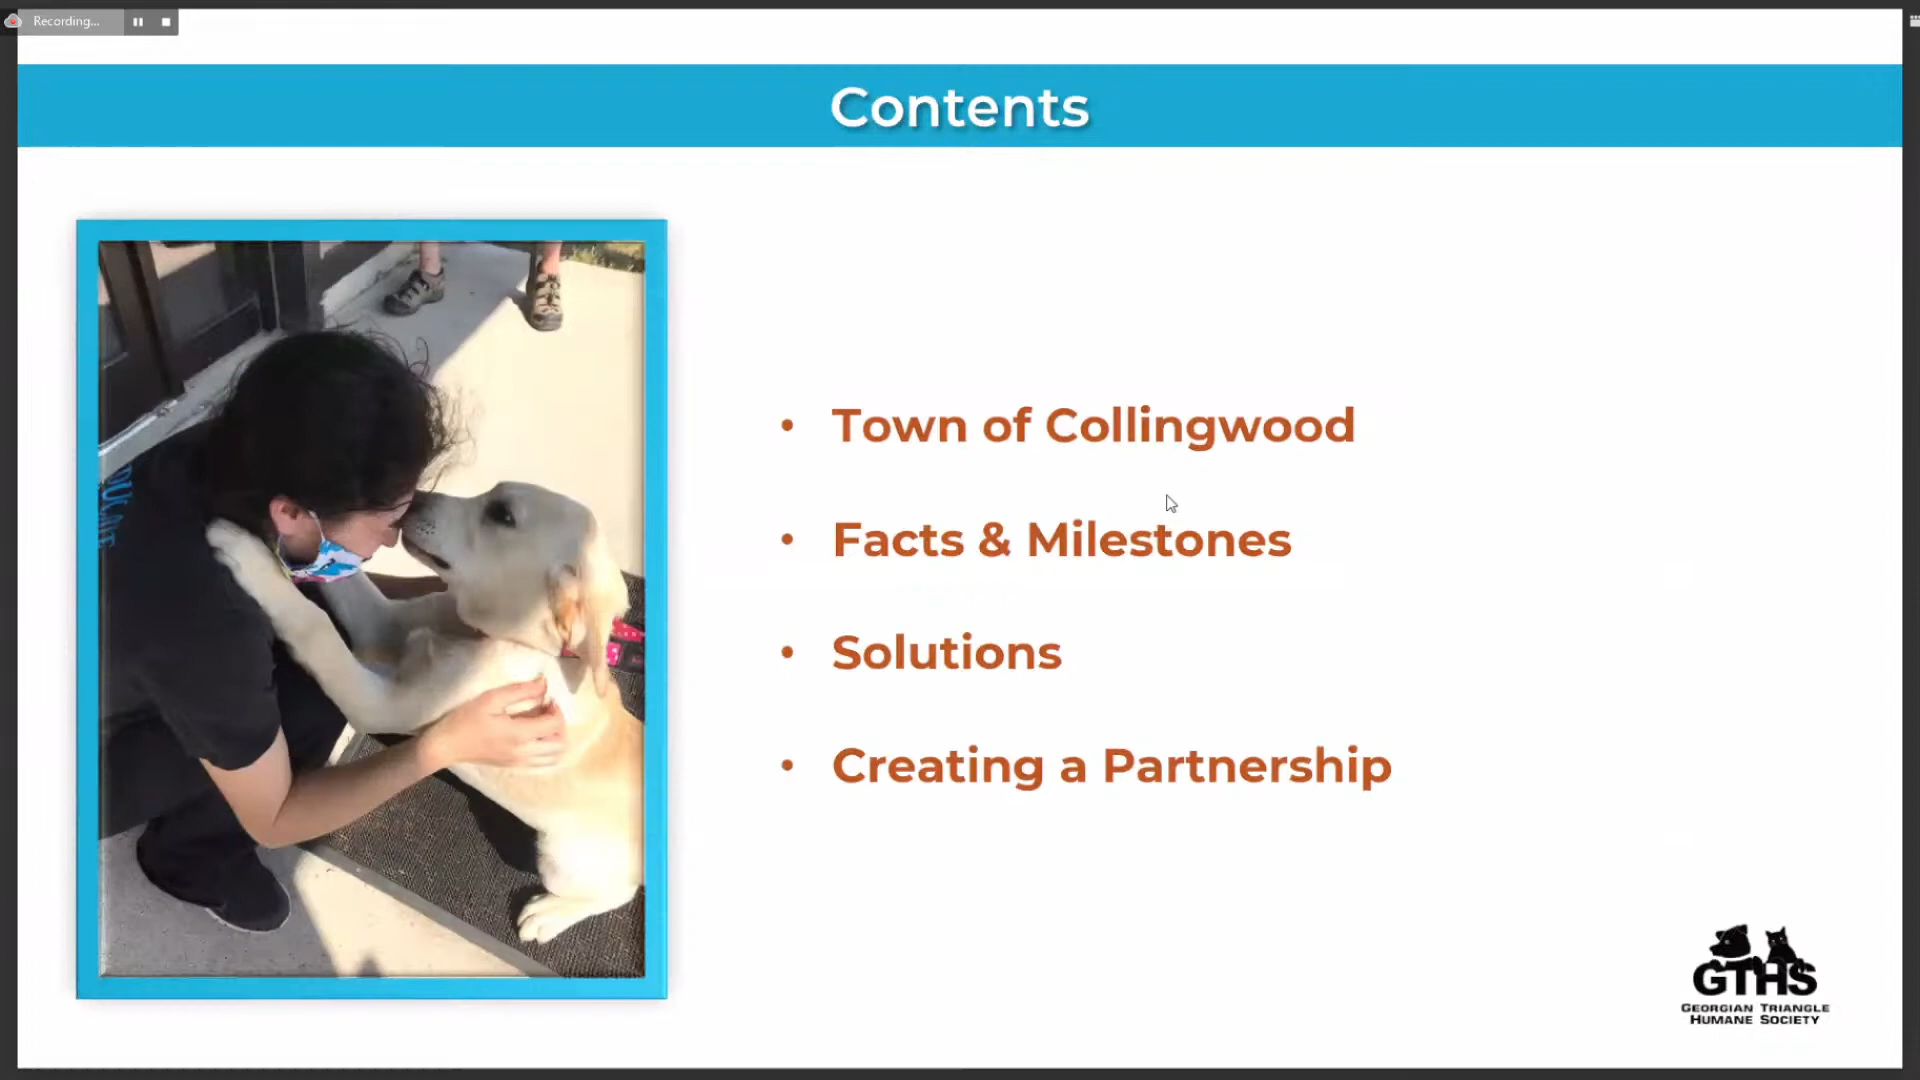 Recording...
Contents
• Town of Collingwood
• Facts & Milestones
• Solutions
• Creating a Partnership
GTHS
GEORGIAN TRIANGLE
HUMANE SOCIETY